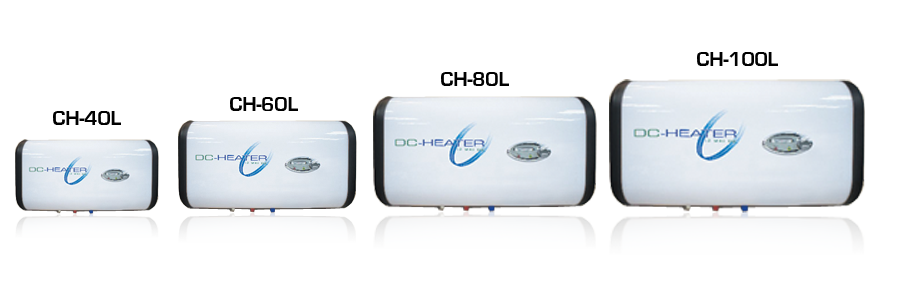 CH-40L
CH-60L
CH-80L
CH-100L
DC-HEATER
DC-HEATER
DC-HEATER
DC-HEATER